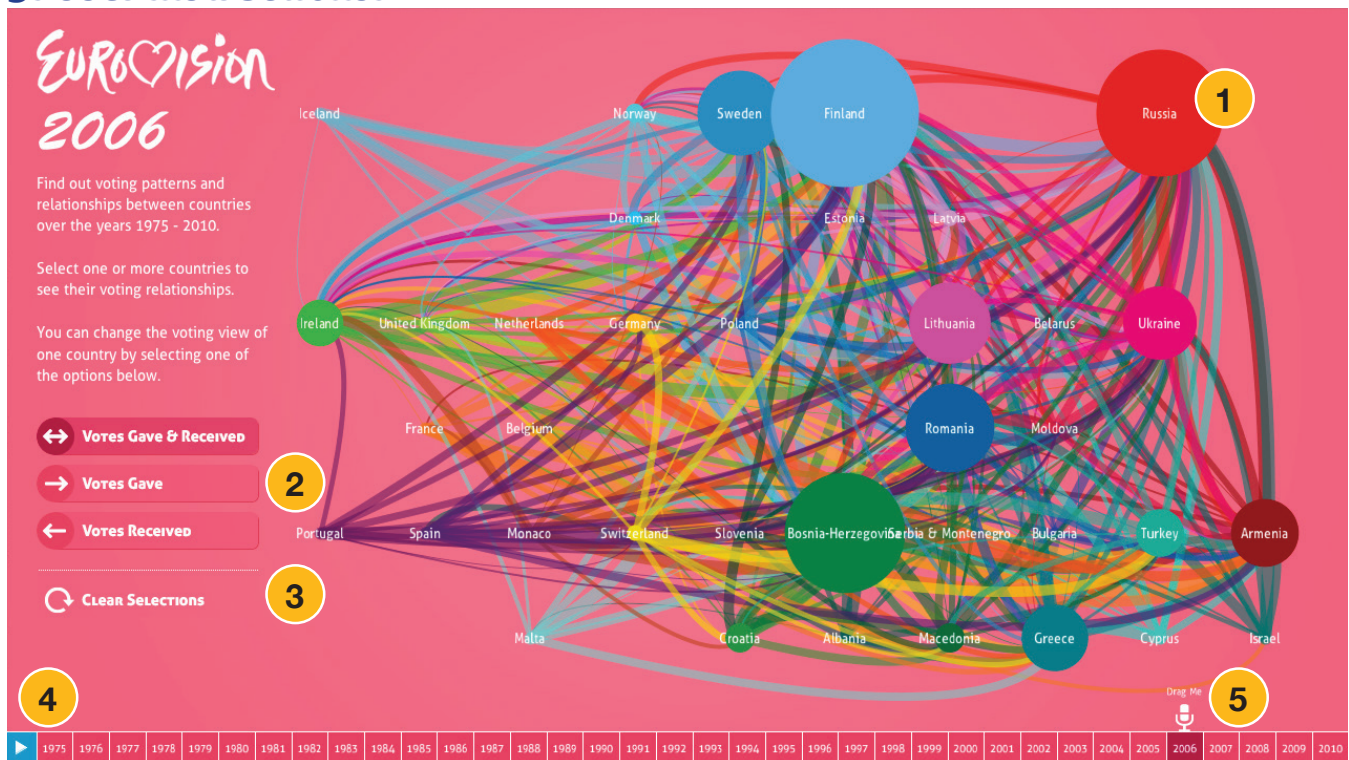 EUROVISION
2006
Find out voting patterns and
relationships between countries
over the years 1975 - 2010.
Select one or more countries to
see their voting relationships.
You can change the voting view of
one country by selecting one of
the options below.
Votes Gave & Received
Votes Gave
2
Votes Received
Clear Selections
3
Iceland
Norway
Sweden
Finland
Russia
1
Denmark
Estonia
Latvia
Ireland
United Kingdom
Netherlands
Germany
Poland
Lithuania
Belarus
Ukraine
France
Belgium
Romania
Moldova
Portugal
Spain
Monaco
Switzerland
Slovenia
Bosnia-Herzegovina
Serbia & Montenegro
Bulgaria
Turkey
Armenia
Malta
Croatia
Albania
Macedonia
Greece
Cyprus
Israel
4
Drag Me
5
1975 1976 1977 1978 1979 1980 1981 1982 1983 1984 1985 1986 1987 1988 1989 1990 1991 1992 1993 1994 1995 1996 1997 1998 1999 2000 2001 2002 2003 2004 2005 2006 2007 2008 2009 2010